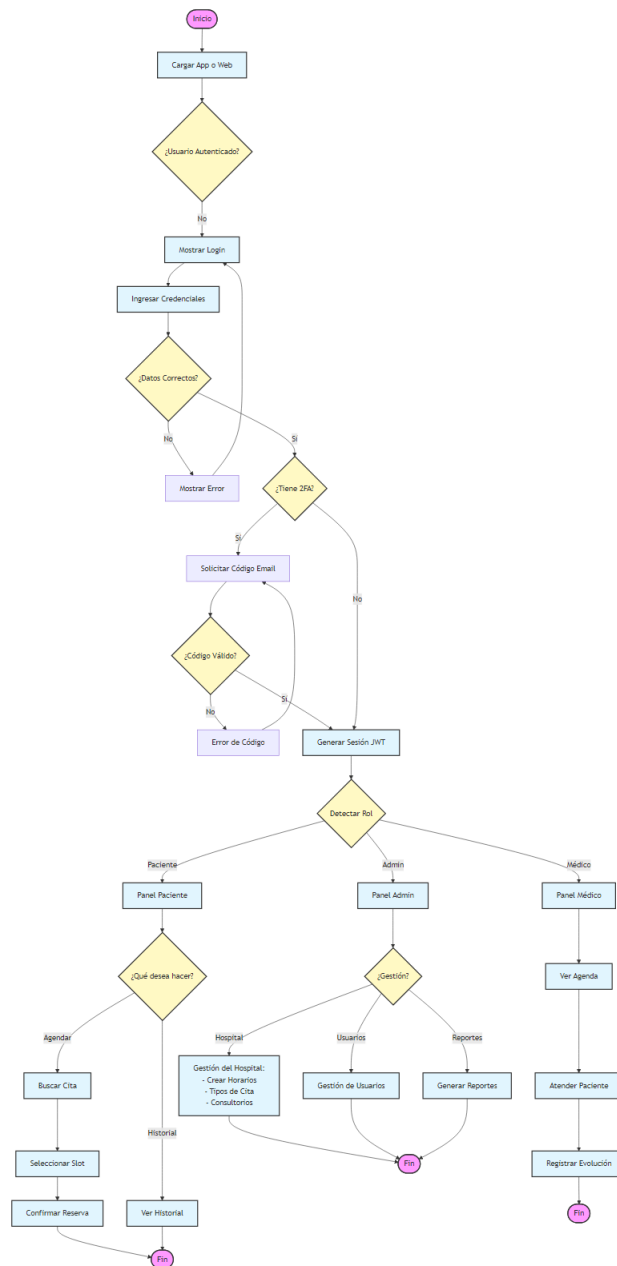 Inicio
Cargar App o Web
¿Usuario Autenticado?
No
Mostrar Login
Ingresar Credenciales
¿Datos Correctos?
No
Sí
Mostrar Error
¿Tiene 2FA?
Sí
Solicitar Código Email
No
¿Código Válido?
No
Sí
Error de Código
Generar Sesión JWT
Detectar Rol
Paciente
Admin
Médico
Panel Paciente
Panel Admin
Panel Médico
¿Qué desea hacer?
¿Gestión?
Ver Agenda
Agendar
Hospital
Usuarios
Reportes
Buscar Cita
Gestión del Hospital:
- Crear Horarios
- Tipos de Cita
- Consultorios
Gestión de Usuarios
Generar Reportes
Atender Paciente
Historial
Seleccionar Slot
Fin
Registrar Evolución
Confirmar Reserva
Ver Historial
Fin
Fin